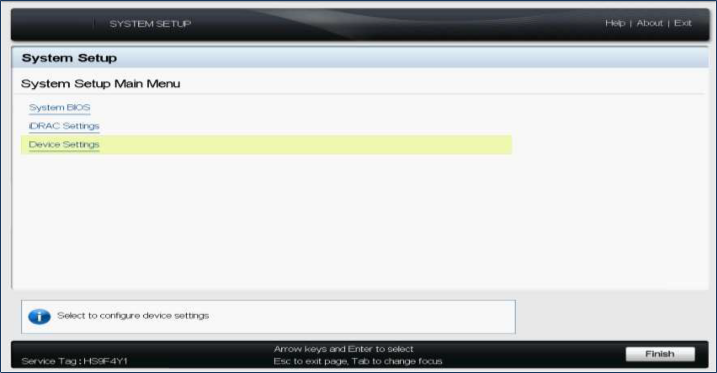 SYSTEM SETUP
Help | About | Exit
System Setup
System Setup Main Menu
System BIOS
iDRAC Settings
Device Settings
Select to configure device settings
Arrow keys and Enter to select
Service Tag : HS9F4Y1
Esc to exit page, Tab to change focus
Finish